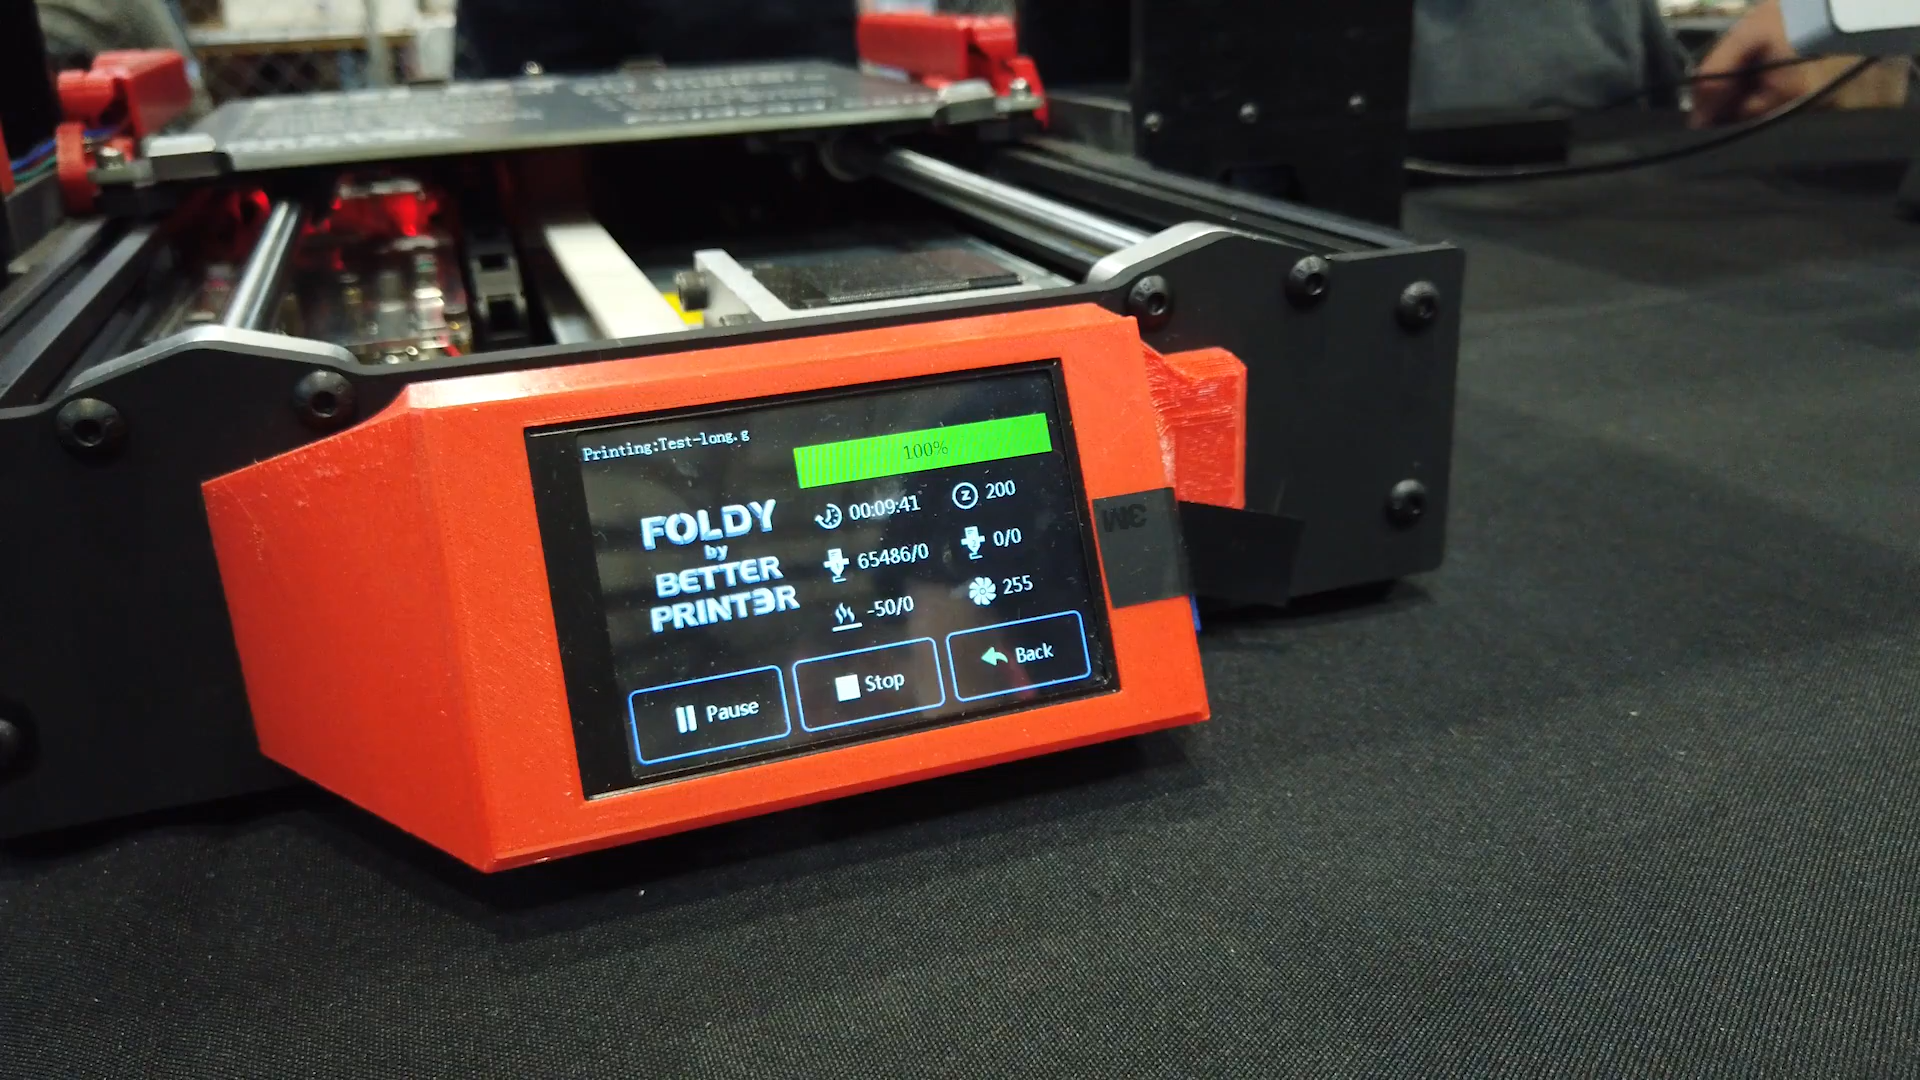 Printing:Test-long.g
100%
FOLDY
by
BETTER
PRINT3R
00:09:41
Z 200
65486/0
0/0
-50/0
255
Pause
Stop
Back
3M